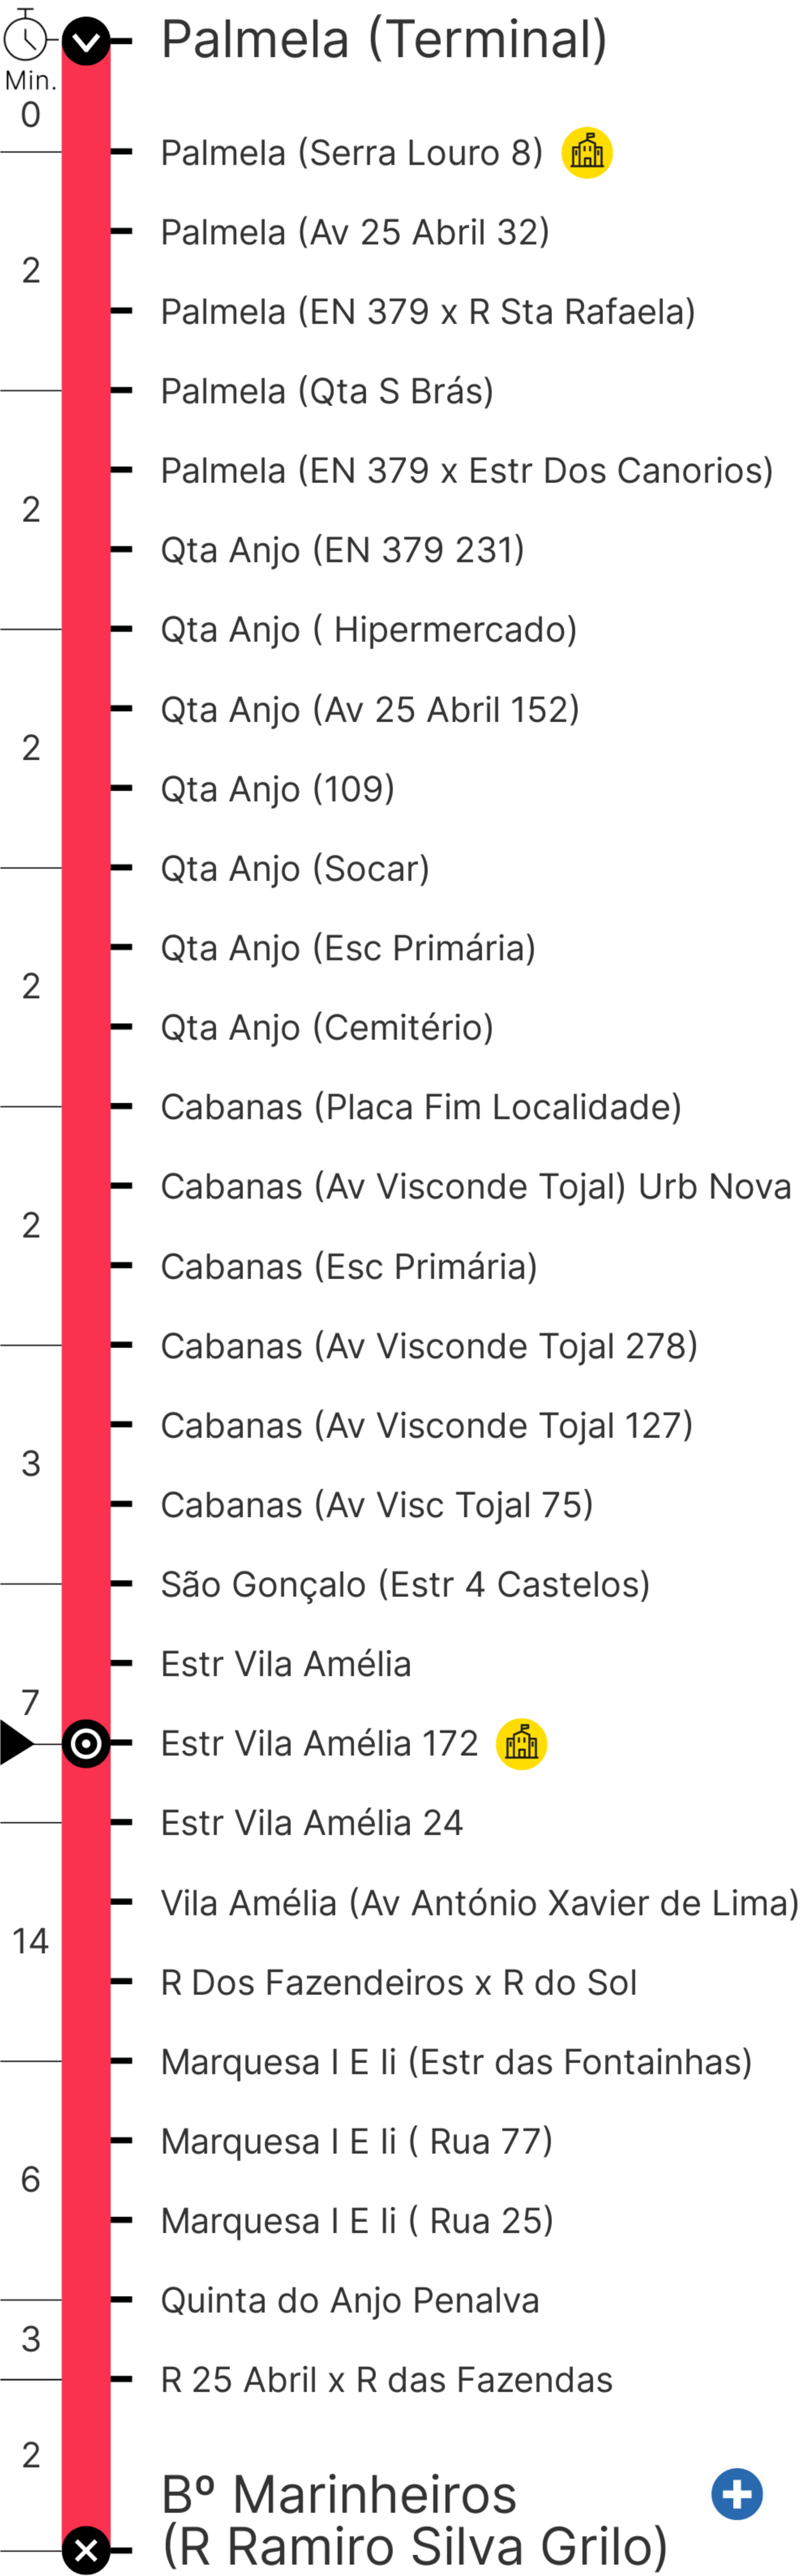 Palmela (Terminal)
Min.
0
Palmela (Serra Louro 8)
Palmela (Av 25 Abril 32)
2
Palmela (EN 379 x R Sta Rafaela)
Palmela (Qta S Brás)
Palmela (EN 379 x Estr Dos Canorios)
2
Qta Anjo (EN 379 231)
Qta Anjo ( Hipermercado)
Qta Anjo (Av 25 Abril 152)
2
Qta Anjo (109)
Qta Anjo (Socar)
Qta Anjo (Esc Primária)
2
Qta Anjo (Cemitério)
Cabanas (Placa Fim Localidade)
Cabanas (Av Visconde Tojal) Urb Nova
2
Cabanas (Esc Primária)
Cabanas (Av Visconde Tojal 278)
Cabanas (Av Visconde Tojal 127)
3
Cabanas (Av Visc Tojal 75)
São Gonçalo (Estr 4 Castelos)
Estr Vila Amélia
7
Estr Vila Amélia 172
Estr Vila Amélia 24
Vila Amélia (Av António Xavier de Lima)
14
R Dos Fazendeiros x R do Sol
Marquesa I E Ii (Estr das Fontainhas)
Marquesa I E Ii ( Rua 77)
6
Marquesa I E Ii ( Rua 25)
Quinta do Anjo Penalva
3
R 25 Abril x R das Fazendas
2
Bº Marinheiros
(R Ramiro Silva Grilo)